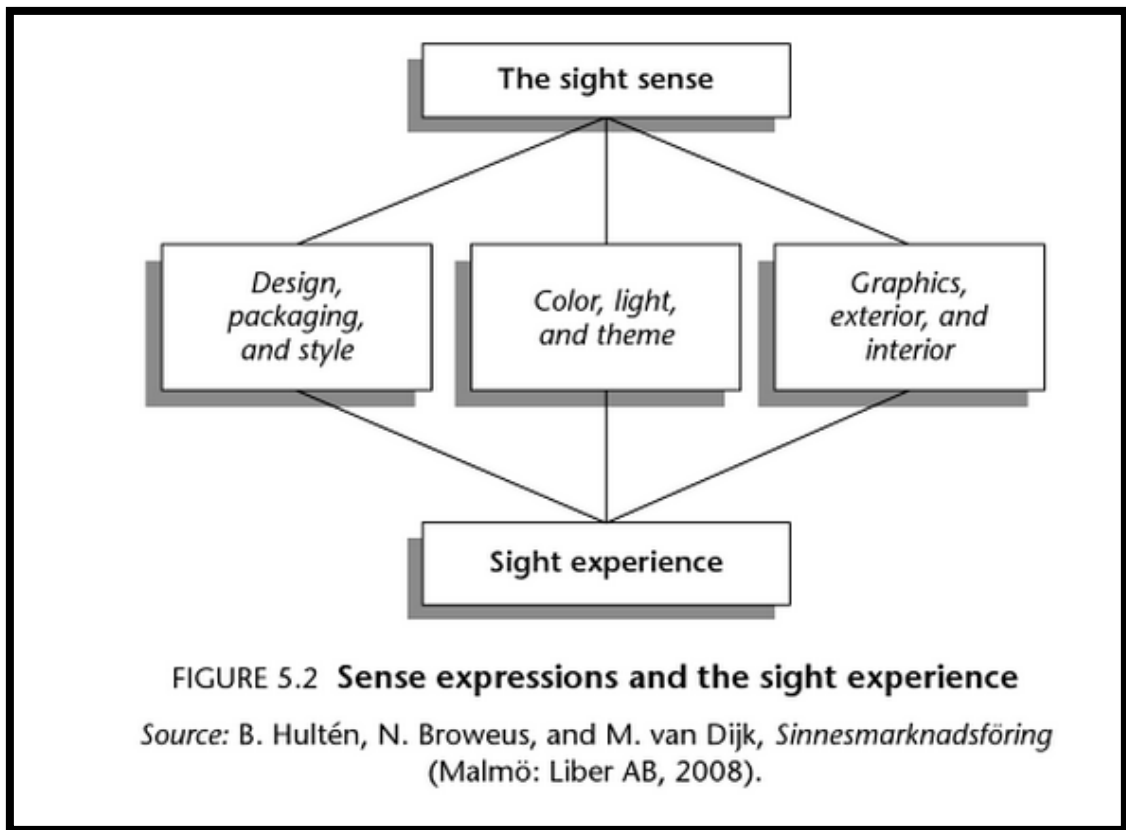 The sight sense
Design,
packaging,
and style
Color, light,
and theme
Graphics,
exterior, and
interior
Sight experience
FIGURE 5.2 Sense expressions and the sight experience
Source: B. Hultén, N. Broweus, and M. van Dijk, Sinnesmarknadsföring
(Malmö: Liber AB, 2008).